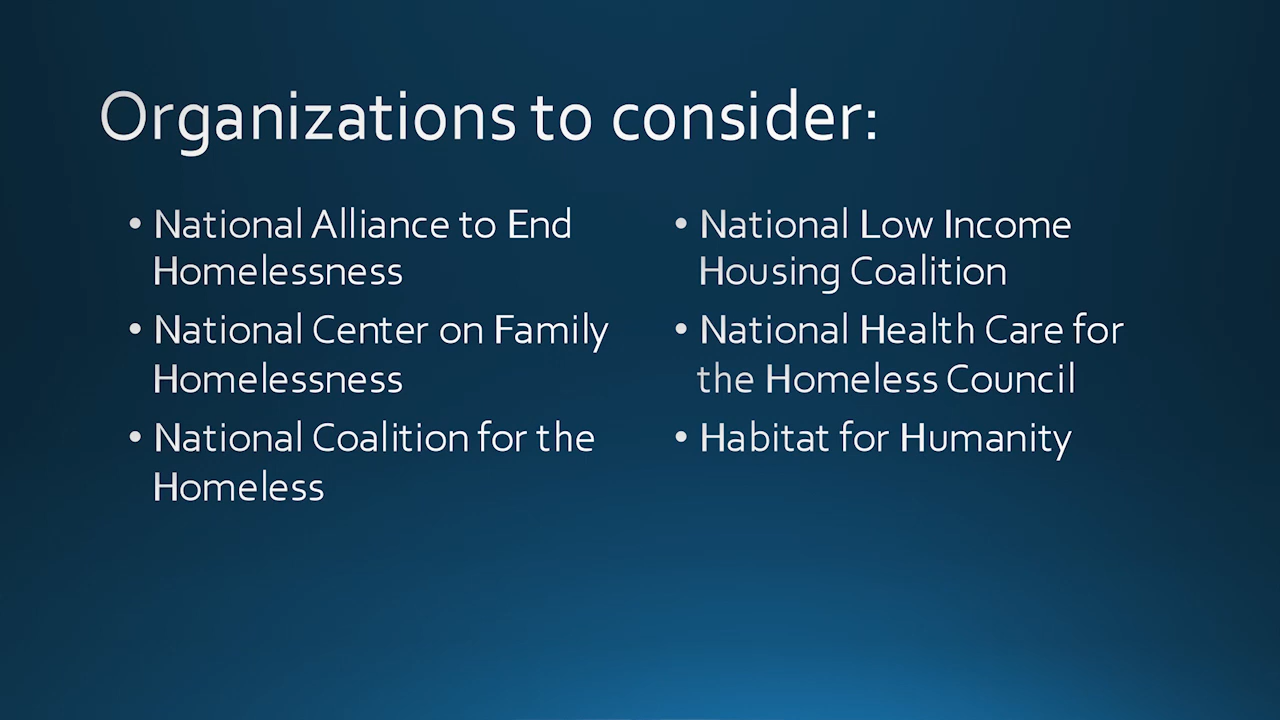 Organizations to consider:
• National Alliance to End
Homelessness
• National Center on Family
Homelessness
• National Coalition for the
Homeless
• National Low Income
Housing Coalition
• National Health Care for
the Homeless Council
• Habitat for Humanity